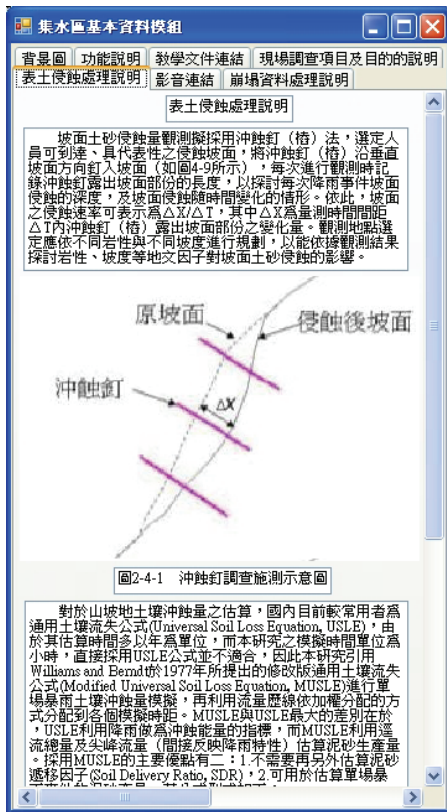 集水區基本資料模組
背景圖 功能說明 教學文件連結 現場調查項目及目的的說明
表土侵蝕處理說明 影音連結 崩塌資料處理說明
表土侵蝕處理說明
坡面土砂侵蝕量觀測擬採用沖蝕釘（樁）法，選定人
員可到達、具代表性之侵蝕坡面，將沖蝕釘（樁）沿垂直
坡面方向釘入坡面（如圖4-9所示），每次進行觀測時記
錄沖蝕釘露出坡面部份的長度，以探討每次降雨事件坡面
侵蝕的深度，及坡面侵蝕隨時間變化的情形。依此，坡面
之侵蝕速率可表示爲△X/△T，其中△X爲量測時間間距
△T內沖蝕釘（樁）露出坡面部份之變化量。觀測地點選
定應依不同岩性與不同坡度進行規劃，以能依據觀測結果
探討岩性、坡度等地文因子對坡面土砂侵蝕的影響。
原坡面 侵蝕後坡面
沖蝕釘
ΔX
圖2-4-1 沖蝕釘調查施測示意圖
對於山坡地土壤沖蝕量之估算，國內目前較常用者爲
通用土壤流失公式(Universal Soil Loss Equation, USLE)，由
於其估算時間多以年爲單位，而本研究之模擬時間單位爲
小時，直接採用USLE公式並不適合，因此本研究引用
Williams and Berndt於1977年所提出的修改版通用土壤流失
公式(Modified Universal Soil Loss Equation, MUSLE)進行單
場暴雨土壤沖蝕量模擬，再利用流量歷線依加權分配的方
式分配到各個模擬時距。MUSLE與USLE最大的差別在於
，USLE利用降雨做爲沖蝕能量的指標，而MUSLE利用逕
流總量及尖峰流量（間接反映降雨特性）估算泥砂生產量
。採用MUSLE的主要優點有二：1.不需要再另外估算泥砂
遞移因子(Soil Delivery Ratio, SDR)，2.可用於估算單場暴